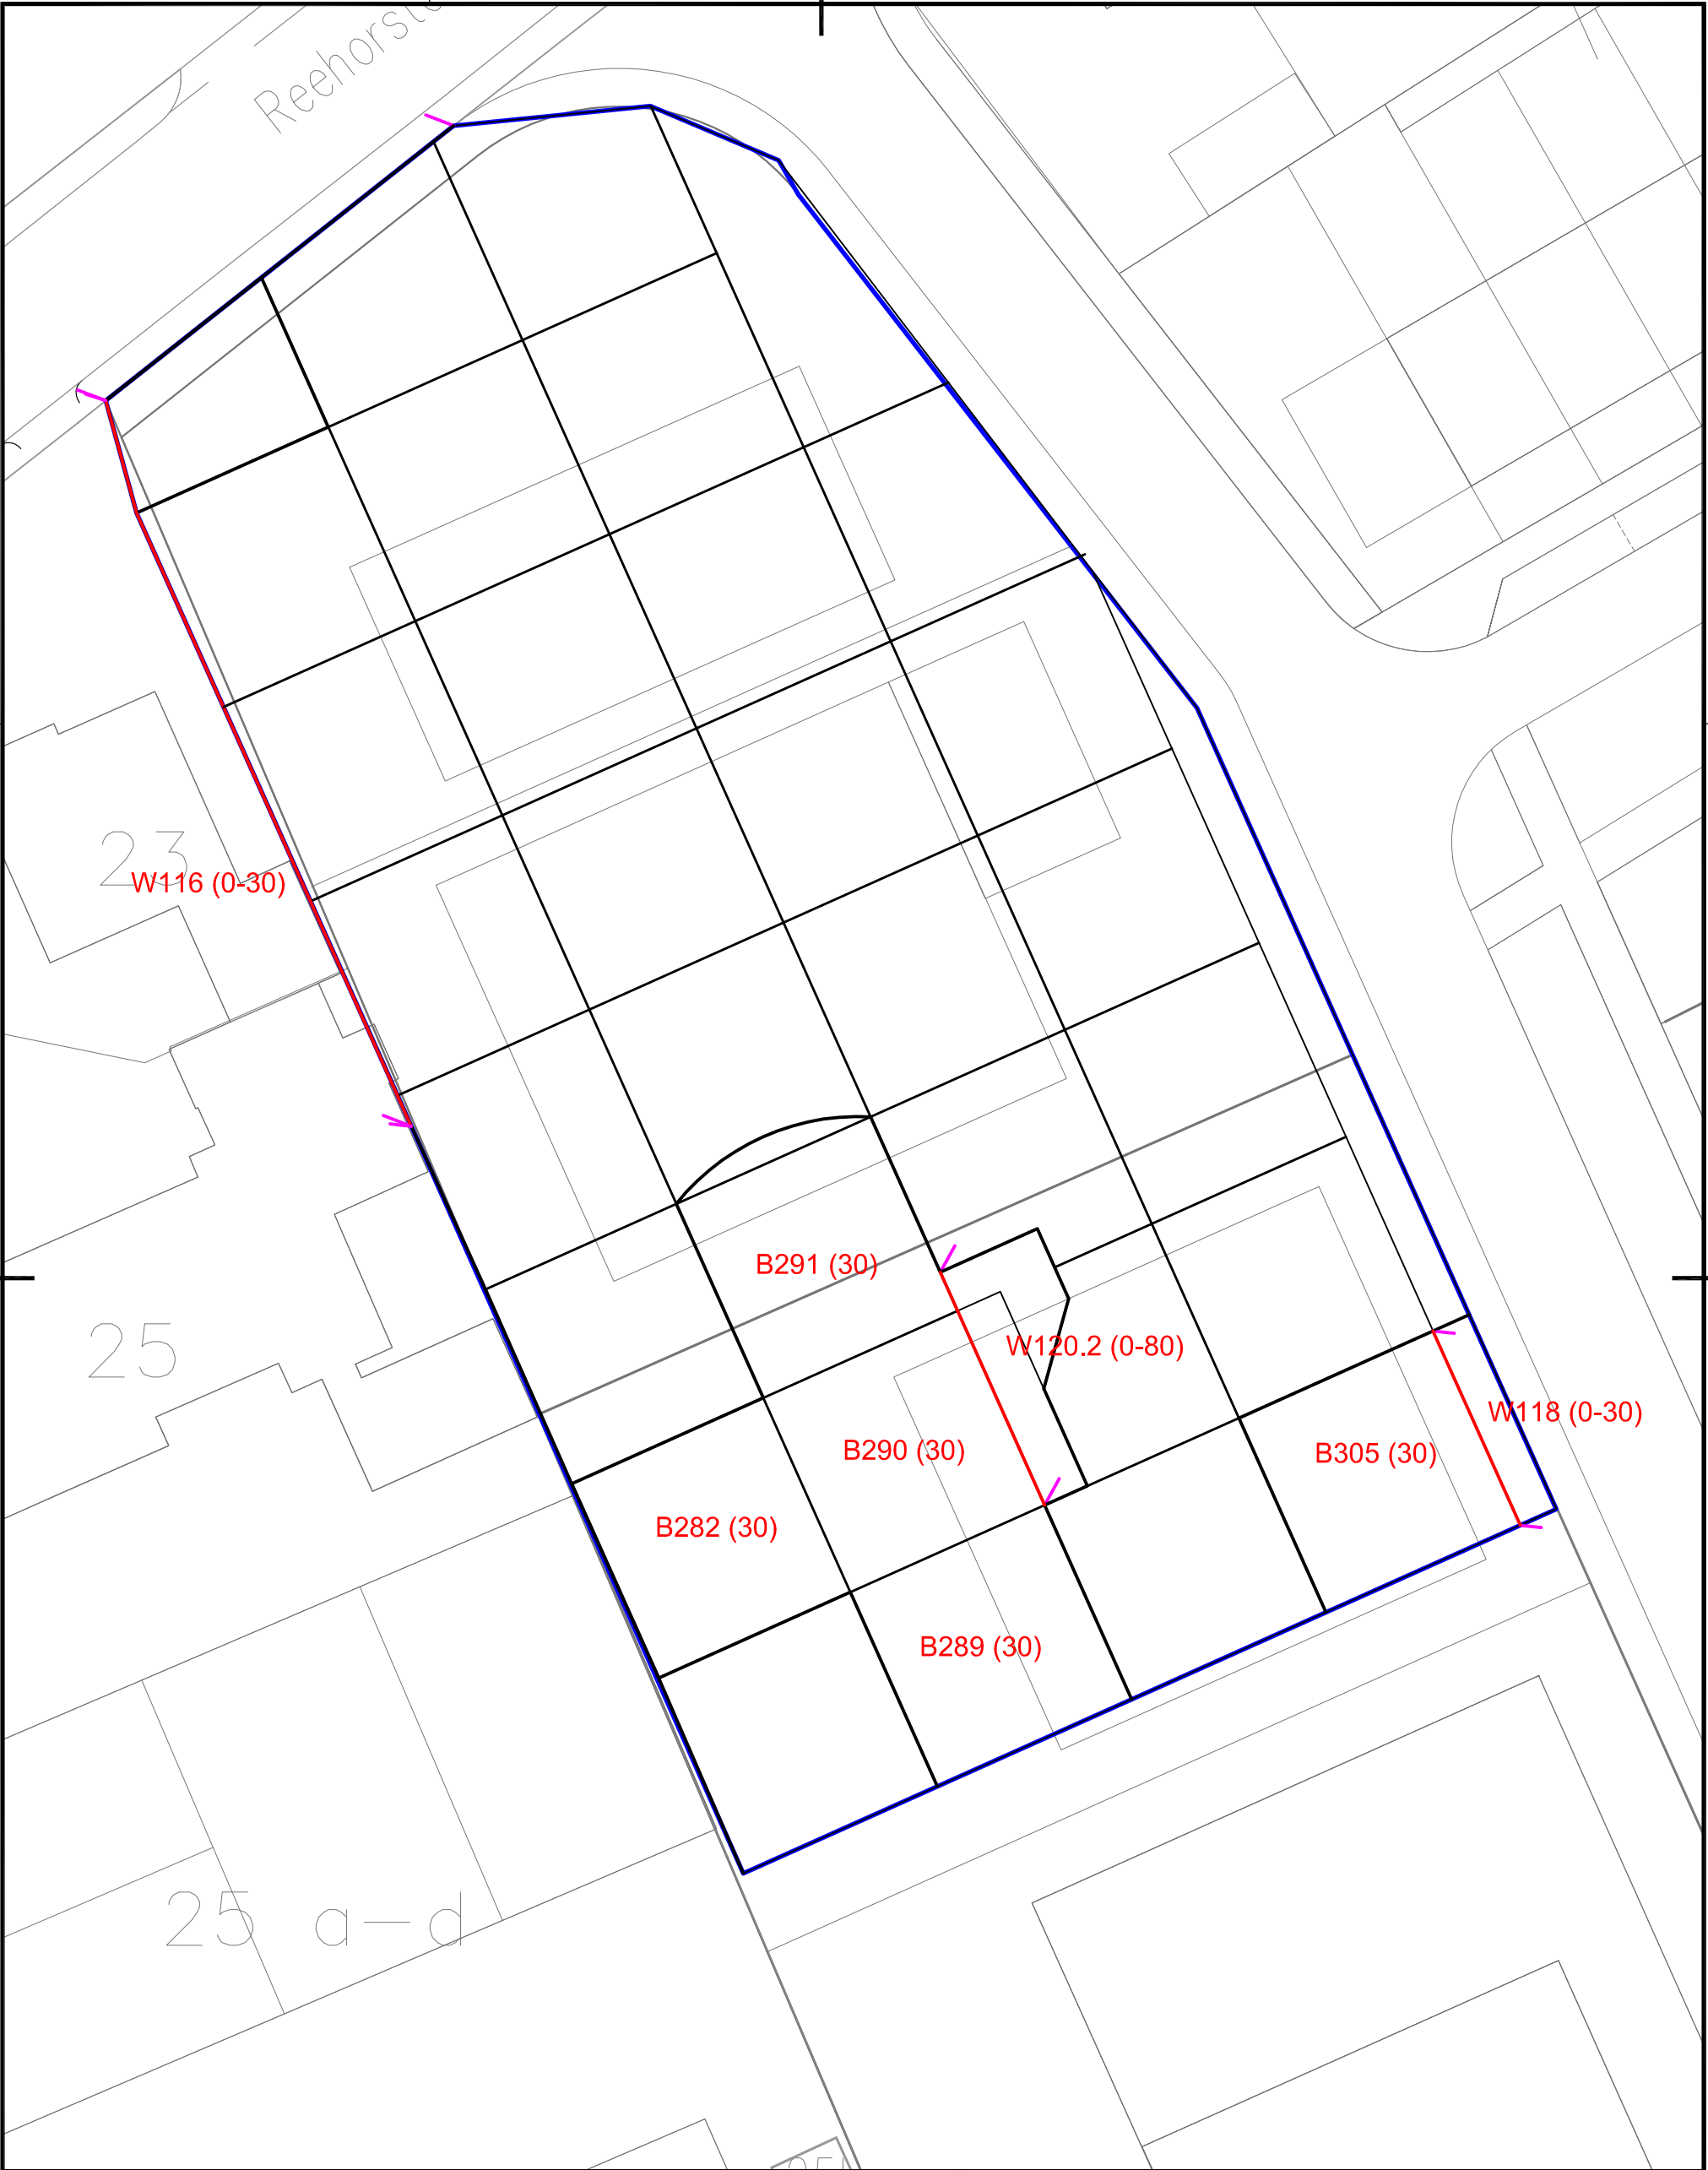 23
W116 (0-30)
B291 (30)
25
W120.2 (0-80)
W118 (0-30)
B290 (30)
B305 (30)
B282 (30)
B289 (30)
25 a-d